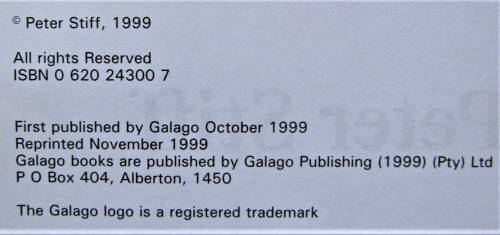 © Peter Stiff, 1999
All rights Reserved
ISBN 0 620 24300 7
First published by Galago October 1999
Reprinted November 1999
Galago books are published by Galago Publishing (1999) (Pty) Ltd
P O Box 404, Alberton, 1450
The Galago logo is a registered trademark